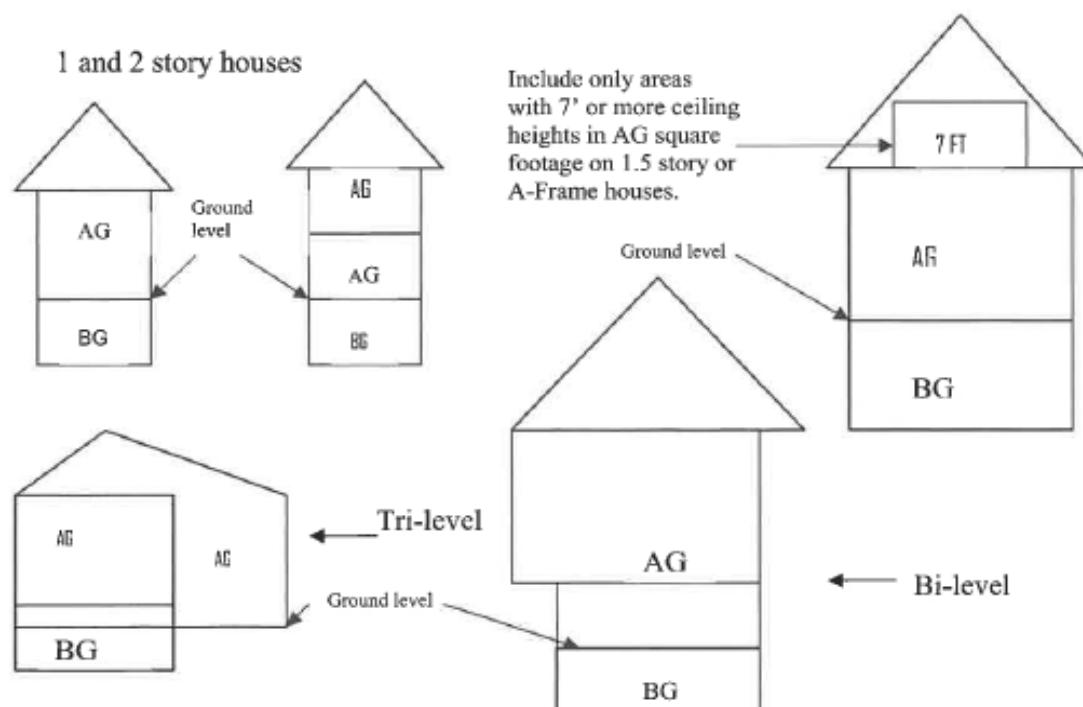 1 and 2 story houses
AG
BG
Ground
level
AG
AG
BG
Include only areas
with 7' or more ceiling
heights in AG square
footage on 1.5 story or
A-Frame houses.
7 FT
Ground level
AG
BG
AG
AG
BG
Tri-level
Ground level
AG
BG
Bi-level